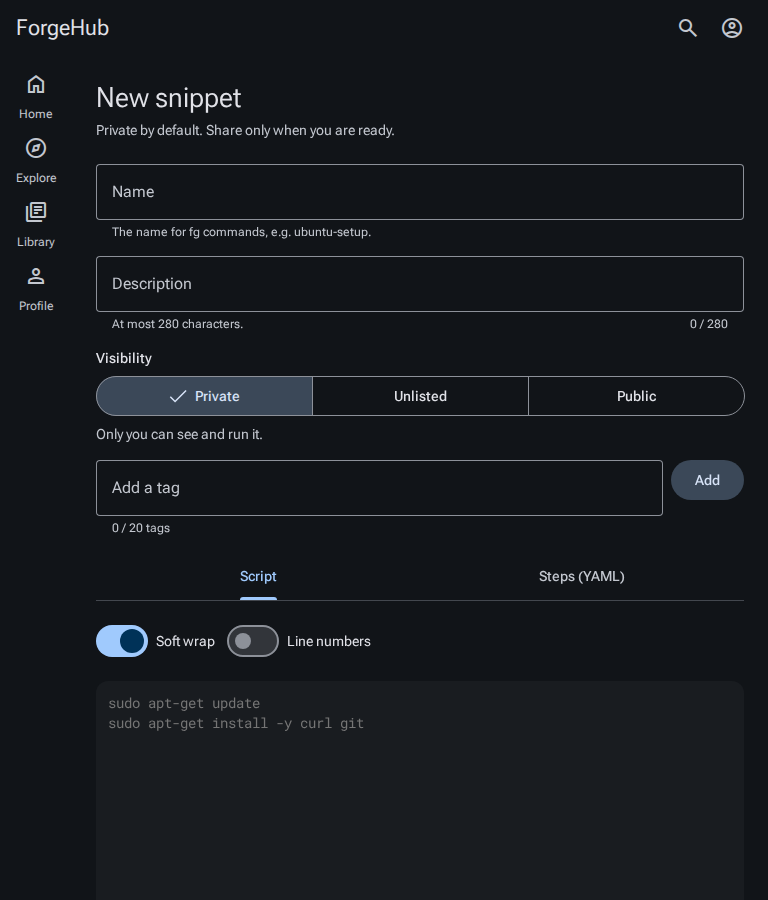 ForgeHub
Home
Explore
Library
Profile
New snippet
Private by default. Share only when you are ready.
Name
The name for fg commands, e.g. ubuntu-setup.
Description
At most 280 characters.
0 / 280
Visibility
Private
Unlisted
Public
Only you can see and run it.
Add a tag
Add
0 / 20 tags
Script
Steps (YAML)
Soft wrap
Line numbers
sudo apt-get update
sudo apt-get install -y curl git